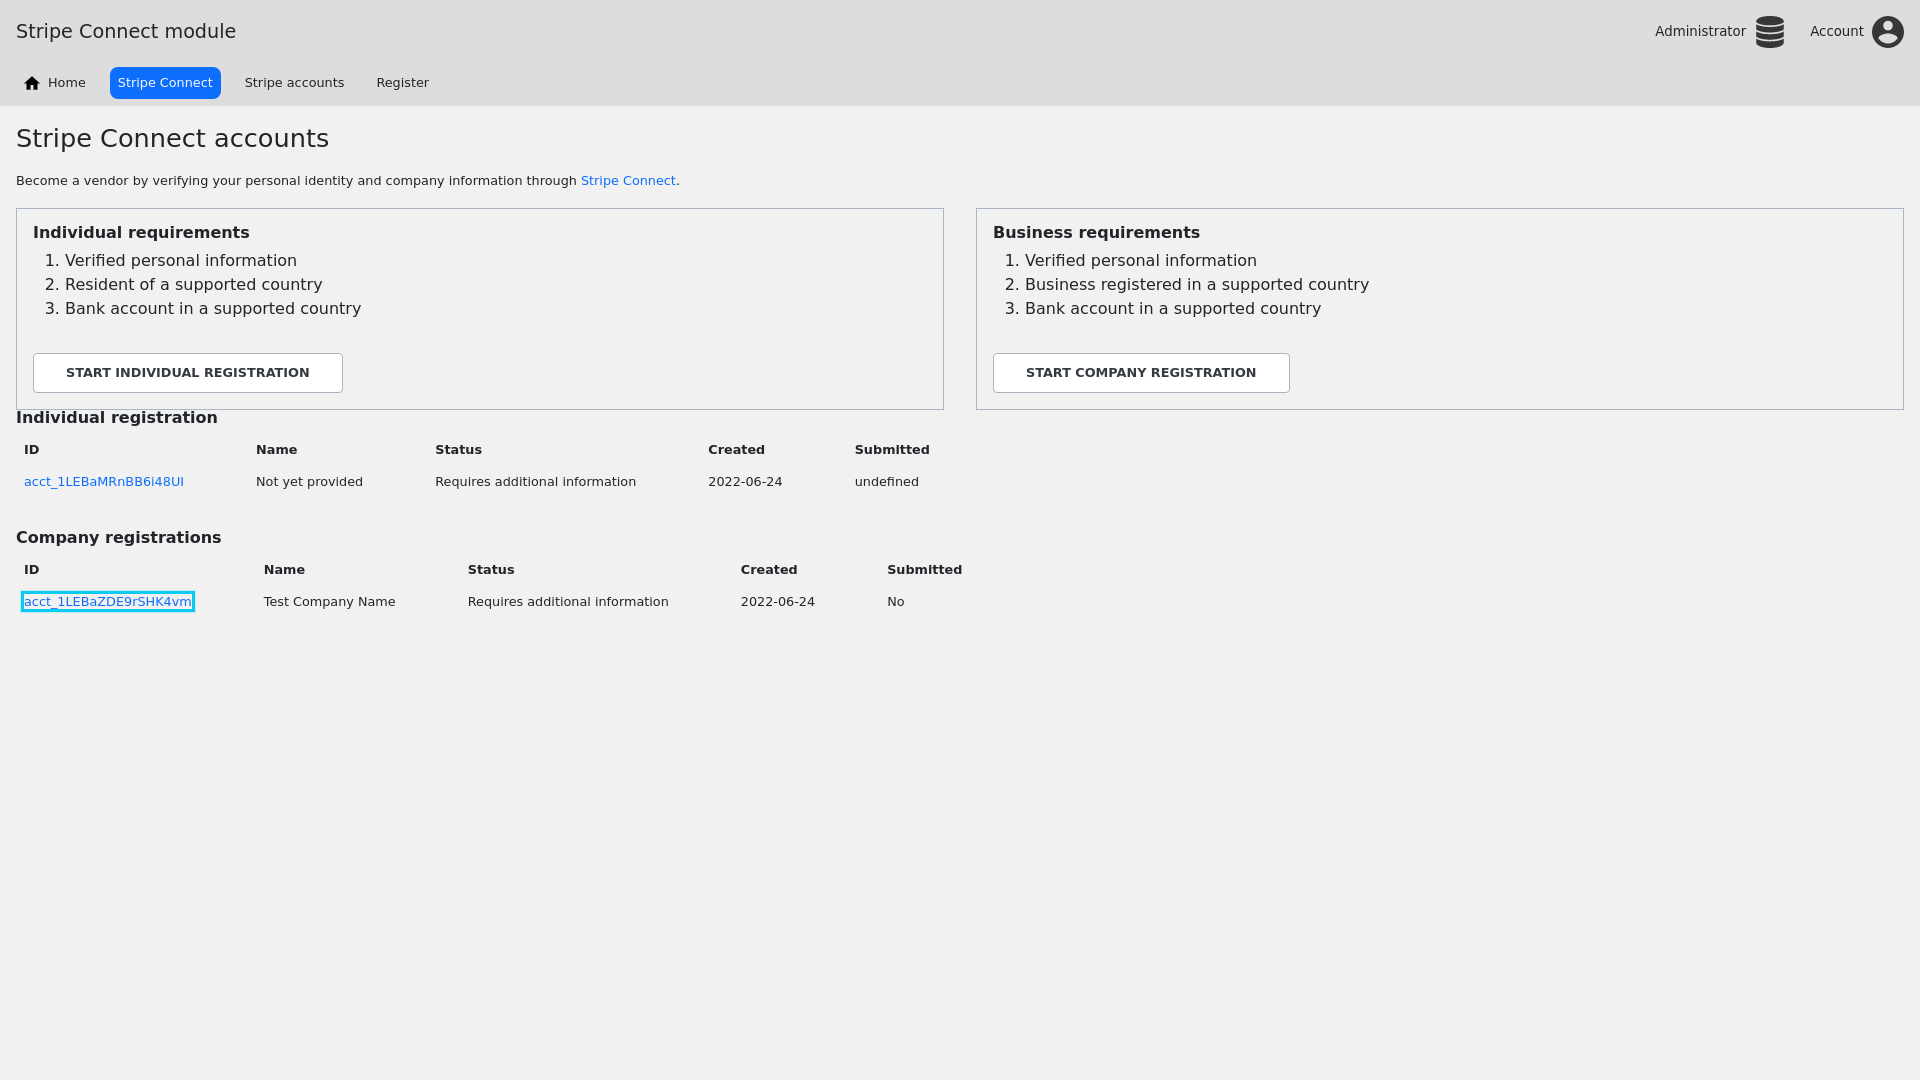 Stripe Connect module
Administrator
Account
Home
Stripe Connect
Stripe accounts
Register
Stripe Connect accounts
Become a vendor by verifying your personal identity and company information through Stripe Connect.
Individual requirements
1. Verified personal information
2. Resident of a supported country
3. Bank account in a supported country
START INDIVIDUAL REGISTRATION
Business requirements
1. Verified personal information
2. Business registered in a supported country
3. Bank account in a supported country
START COMPANY REGISTRATION
Individual registration
ID Name Status Created Submitted
acct_1LEBaMRnBB6i48UI Not yet provided Requires additional information 2022-06-24 undefined
Company registrations
ID Name Status Created Submitted
acct_1LEBaZDE9rSHK4vm Test Company Name Requires additional information 2022-06-24 No